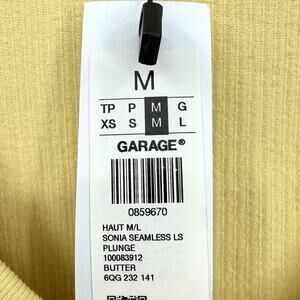 M
TP P M G
XS S M L
GARAGE®
0859670
HAUT M/L
SONIA SEAMLESS LS
PLUNGE
100083912
BUTTER
6QG 232 141